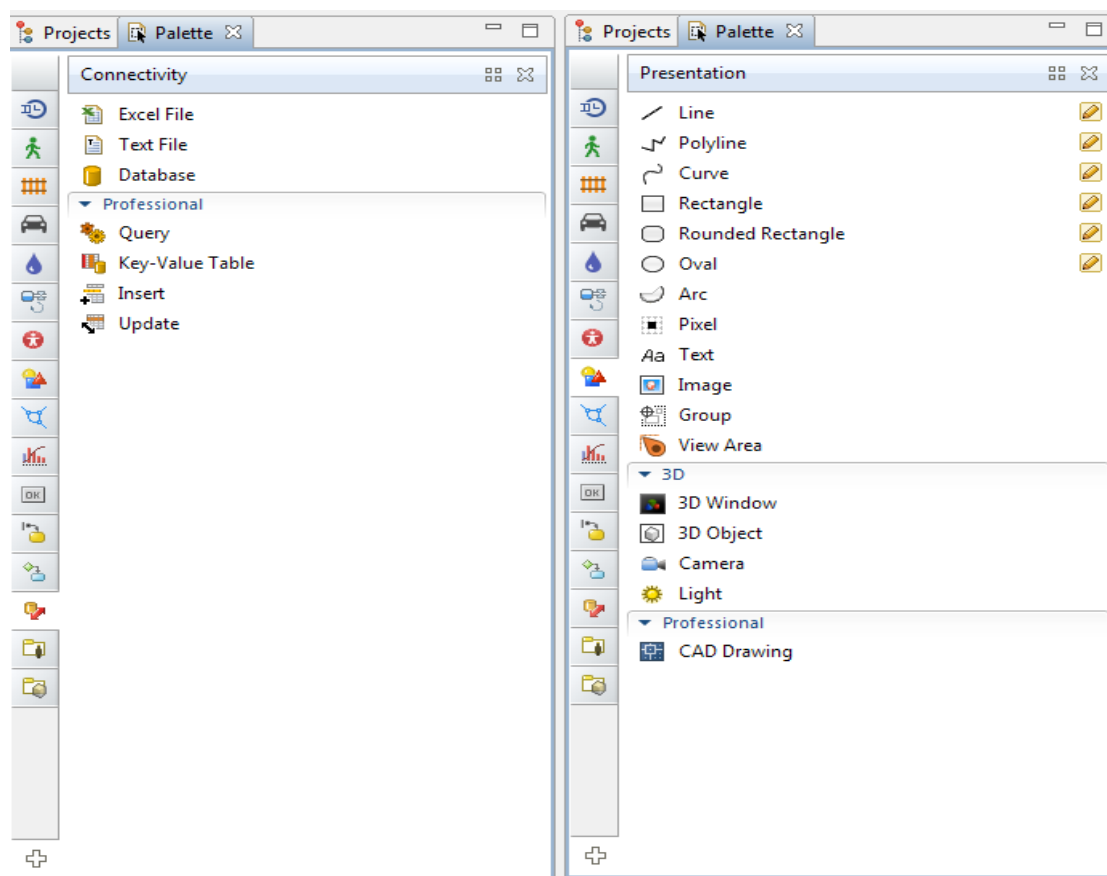 Projects Palette
Connectivity
Excel File
Text File
Database
Professional
Query
Key-Value Table
Insert
Update
OK
Projects Palette
Presentation
Line
Polyline
Curve
Rectangle
Rounded Rectangle
Oval
Arc
Pixel
Aa Text
Image
Group
View Area
3D
3D Window
3D Object
Camera
Light
Professional
CAD Drawing
OK